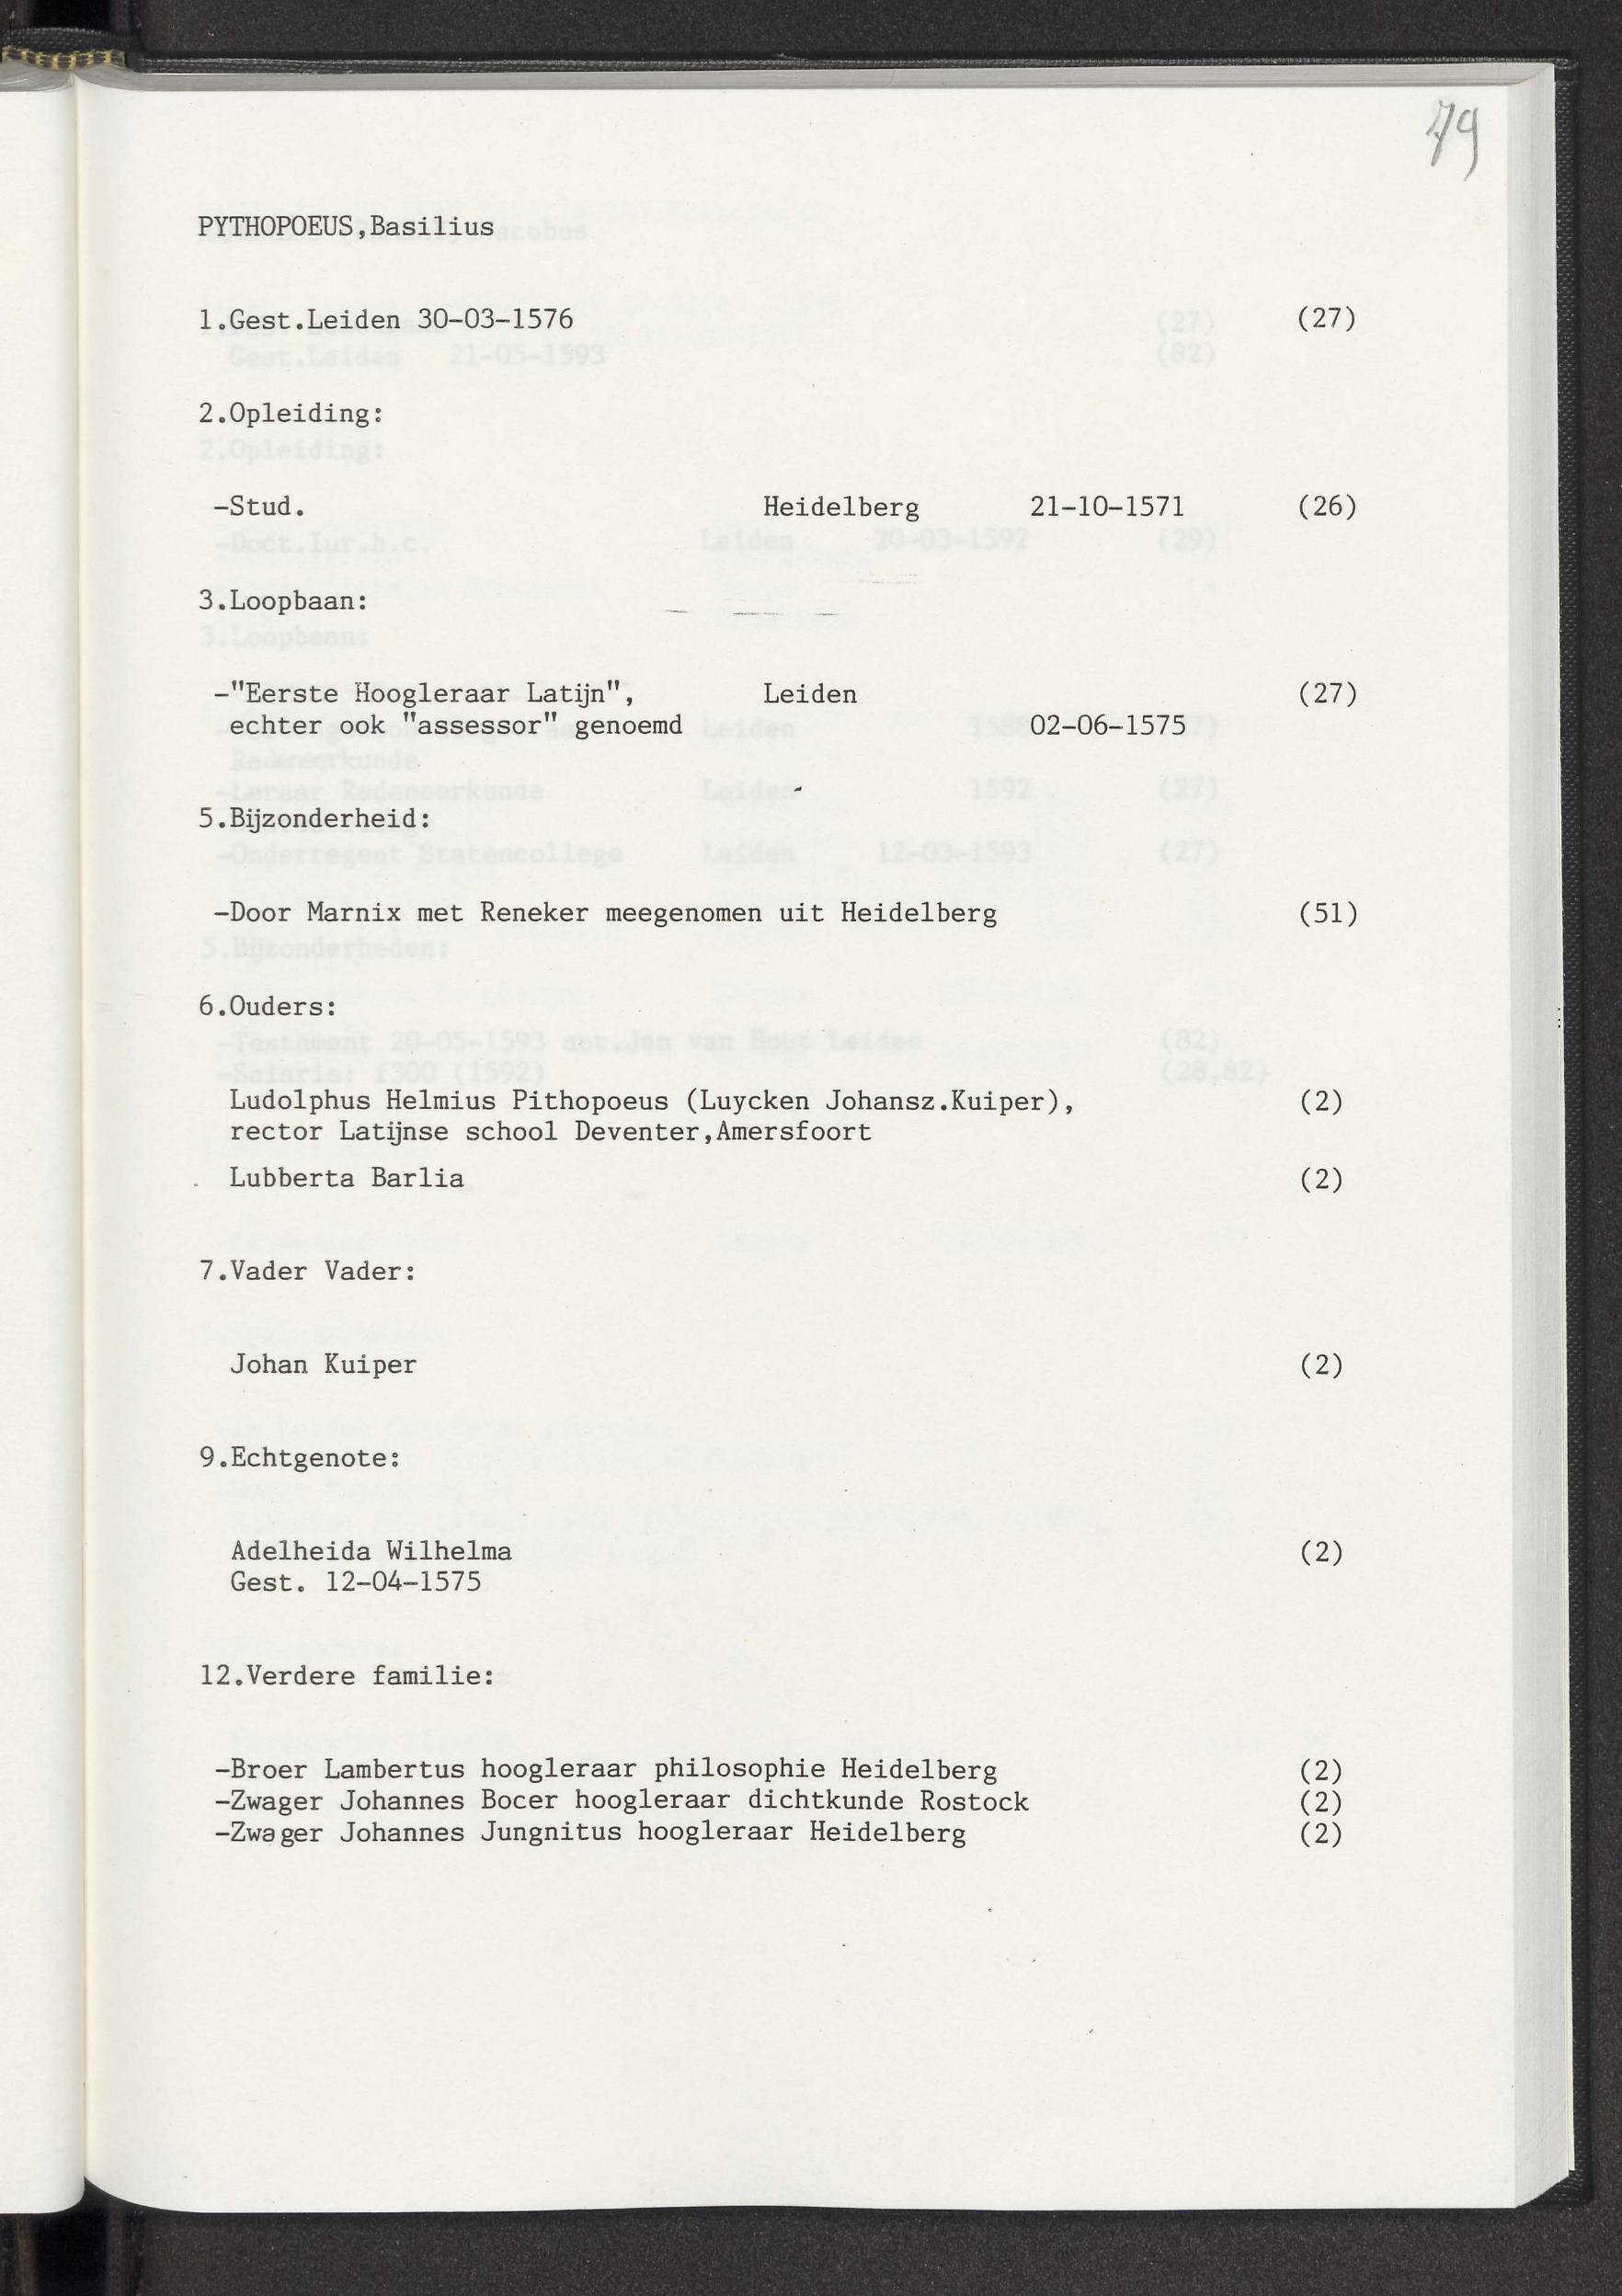 79
PYTHOPOEUS,Basilius
1.Gest.Leiden 30-03-1576 (27)
2.Opleiding:
-Stud. Heidelberg 21-10-1571 (26)
3.Loopbaan:
-"Eerste Hoogleraar Latijn", Leiden (27)
echter ook "assessor" genoemd 02-06-1575
5.Bijzonderheid:
-Door Marnix met Reneker meegenomen uit Heidelberg (51)
6.Ouders:
Ludolphus Helmius Pithopoeus (Luycken Johansz.Kuiper), (2)
rector Latijnse school Deventer,Amersfoort
Lubberta Barlia (2)
7.Vader Vader:
Johan Kuiper (2)
9.Echtgenote:
Adelheida Wilhelma (2)
Gest. 12-04-1575
12.Verdere familie:
-Broer Lambertus hoogleraar philosophie Heidelberg (2)
-Zwager Johannes Bocer hoogleraar dichtkunde Rostock (2)
-Zwager Johannes Jungnitus hoogleraar Heidelberg (2)